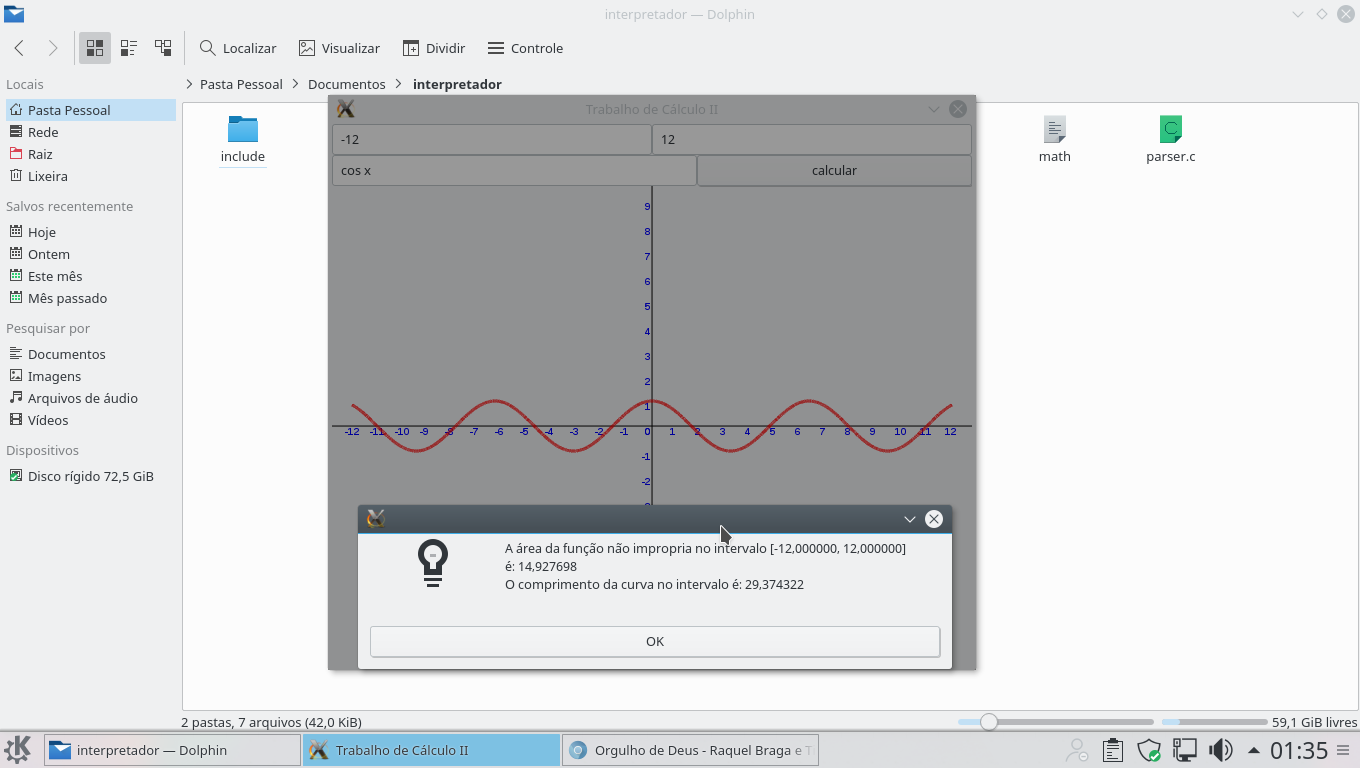 interpretador — Dolphin
Localizar Visualizar Dividir Controle
Locais
Pasta Pessoal
Rede
Raiz
Lixeira
Salvos recentemente
Hoje
Ontem
Este mês
Mês passado
Pesquisar por
Documentos
Imagens
Arquivos de áudio
Vídeos
Dispositivos
Disco rígido 72,5 GiB
Pasta Pessoal Documentos interpretador
include
math
parser.c
Trabalho de Cálculo II
-12
12
cos x
calcular
9
8
7
6
5
4
3
2
1
-12 -11 -10 -9 -8 -7 -6 -5 -4 -3 -2 -1 0 1 2 3 4 5 6 7 8 9 10 11 12
-1
-2
A área da função não impropria no intervalo [-12,000000, 12,000000]
é: 14,927698
O comprimento da curva no intervalo é: 29,374322
OK
2 pastas, 7 arquivos (42,0 KiB)
59,1 GiB livres
interpretador — Dolphin
Trabalho de Cálculo II
Orgulho de Deus - Raquel Braga e T
01:35